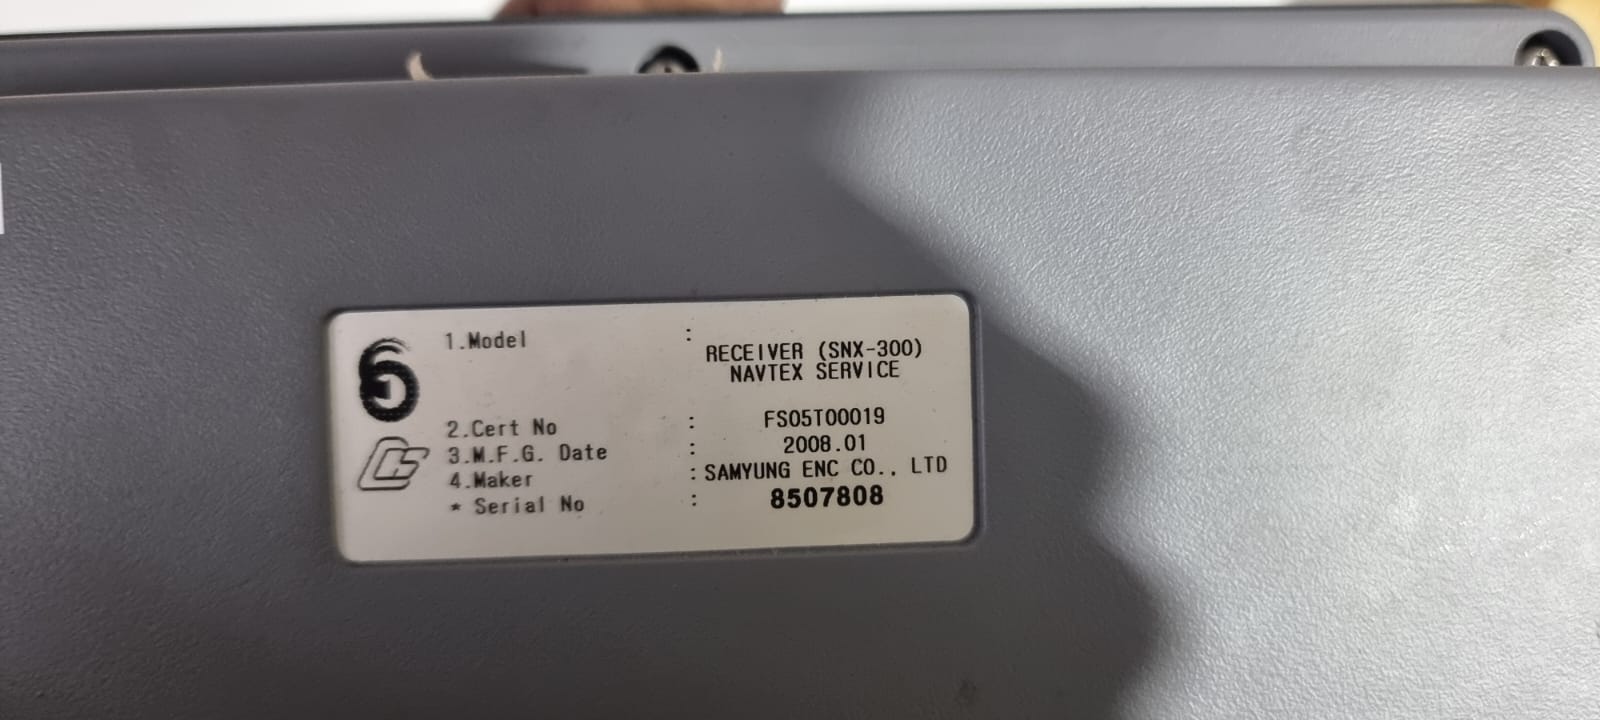 1.Model : RECEIVER (SNX-300)
NAVTEX SERVICE
2.Cert No : FS05T00019
3.M.F.G. Date : 2008.01
4.Maker : SAMYUNG ENC CO., LTD
* Serial No : 8507808